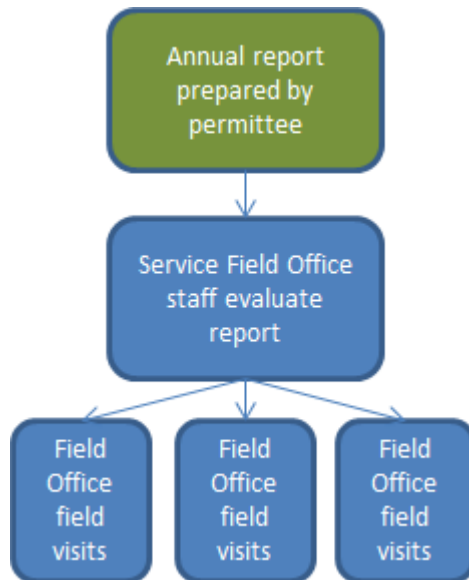 Annual report
prepared by
permittee
Service Field Office
staff evaluate
report
Field
Office
field
visits
Field
Office
field
visits
Field
Office
field
visits